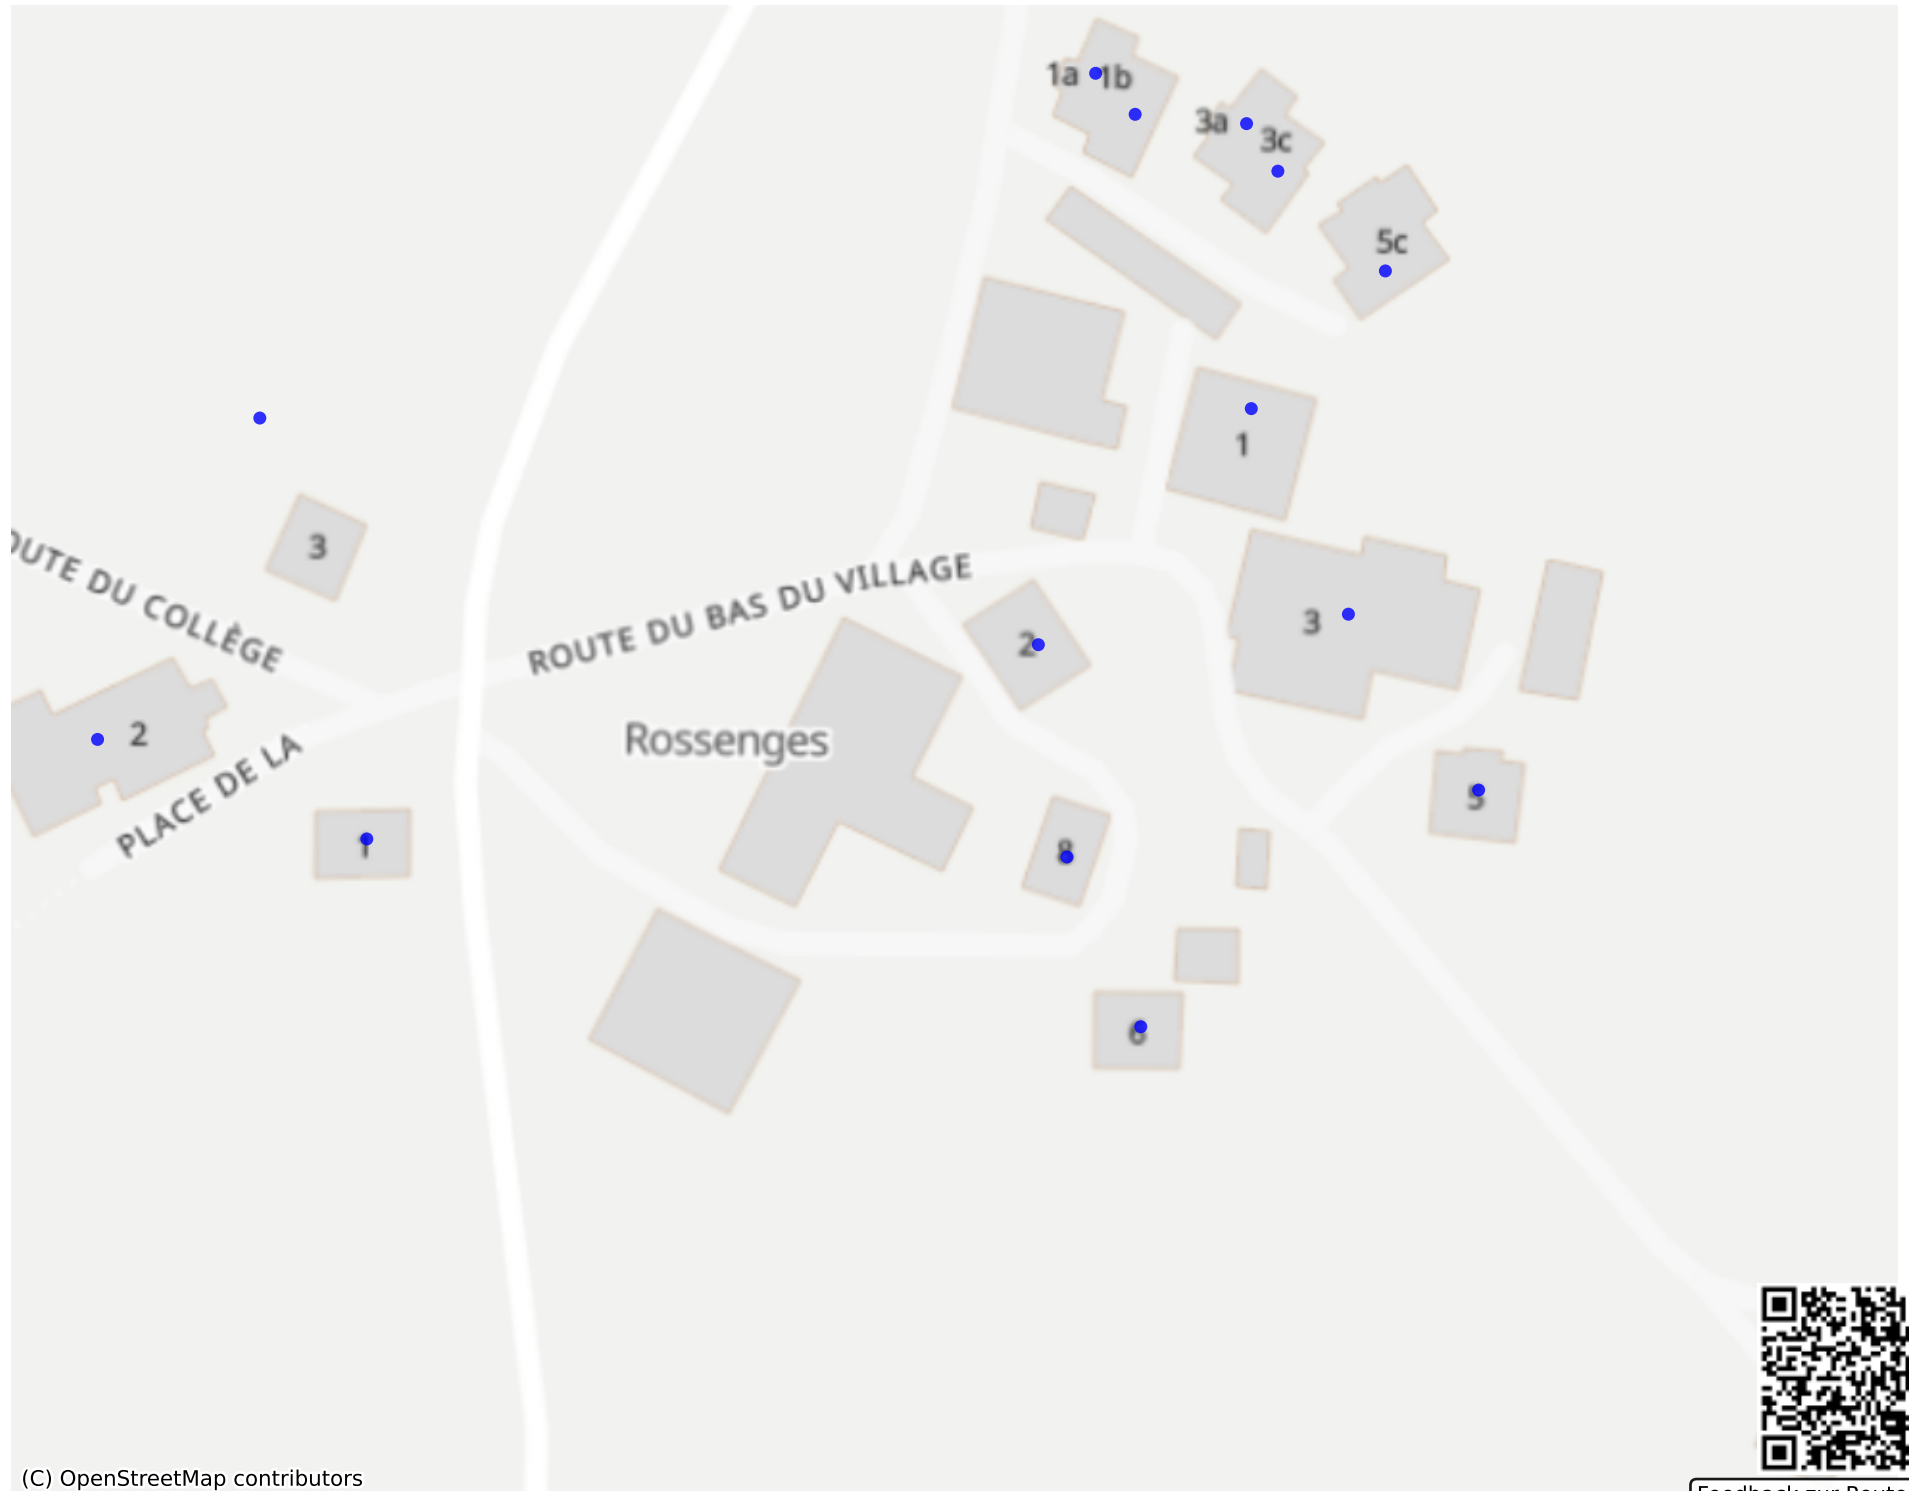 1a
1b
3a
3c
5c
1
3
OUTE DU COLLÈGE
ROUTE DU BAS DU VILLAGE
2
3
2
Rossenges
PLACE DE LA
1
8
5
6
(C) OpenStreetMap contributors